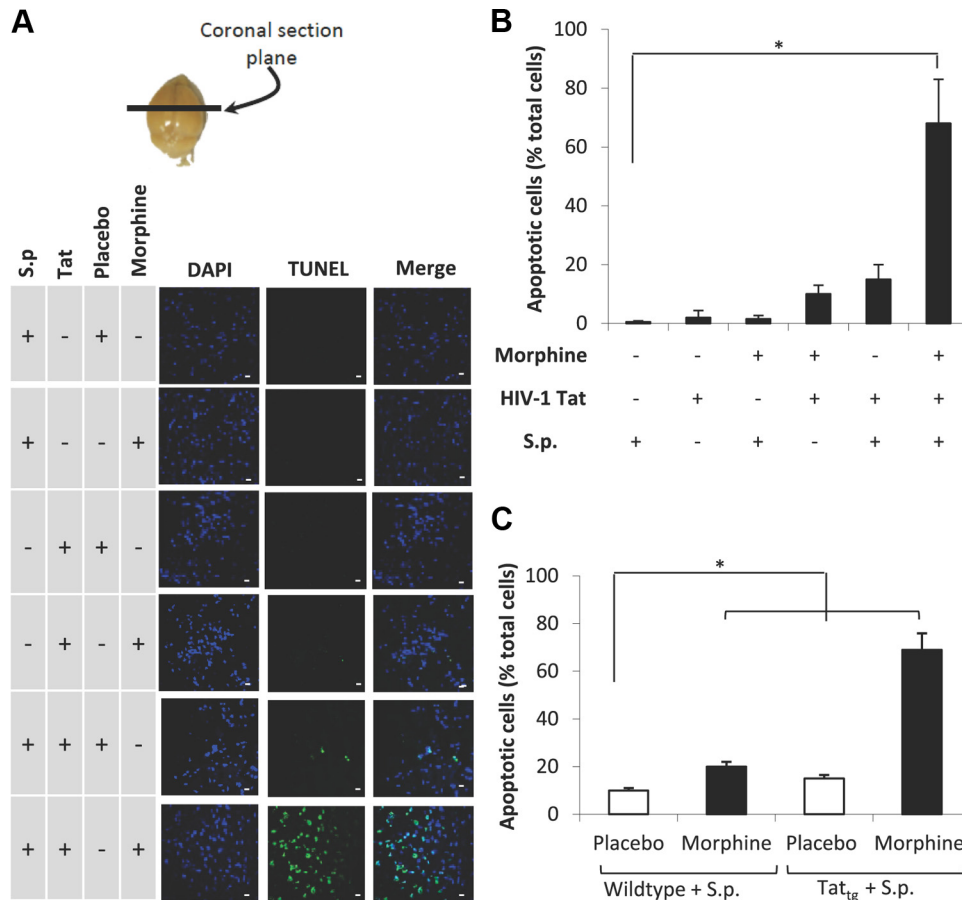 A
Coronal section
plane
S.p
Tat
Placebo
Morphine
DAPI
TUNEL
Merge
+ - + -
+ - - +
- + + -
- + - +
+ + + -
+ + - +
B
Apoptotic cells (% total cells)
100
80
60
40
20
0
*
Morphine - - + + - +
HIV-1 Tat - + - + + +
S.p. + - + - + +
C
Apoptotic cells (% total cells)
100
80
60
40
20
0
*
Placebo Morphine Placebo Morphine
Wildtype + S.p. Tattg + S.p.